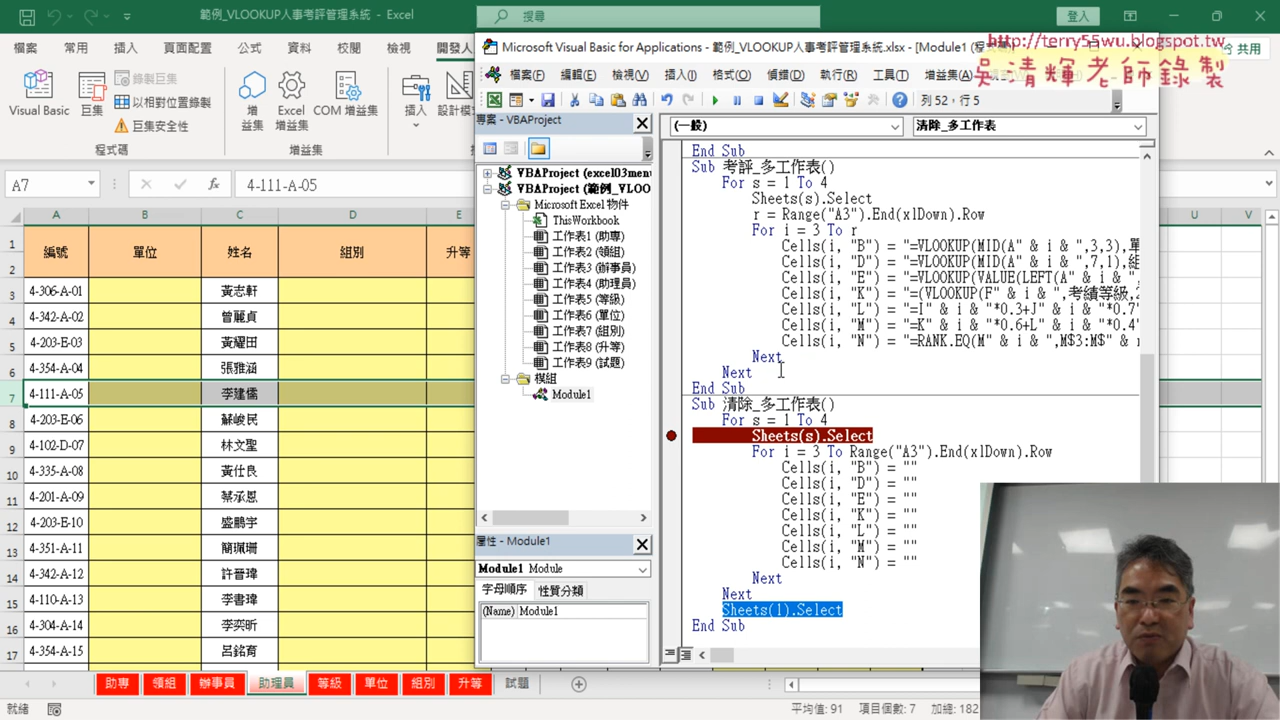 範例_VLOOKUP人事考評管理系統 - Excel
搜尋
登入
檔案 常用 插入 頁面配置 公式 資料 校閱 檢視 開發人
共用
http://terry55wu.blogspot.tw
吳清輝老師錄製
Visual Basic
巨集
錄製巨集
以相對位置錄製
巨集安全性
程式碼
增益集
Excel 增益集
COM 增益集
增益集
插入
設計模
A7
4-111-A-05
A B C D E U V
編號 單位 姓名 組別 升等
3 4-306-A-01 黃志軒
4 4-342-A-02 曾麗貞
5 4-203-E-03 黃耀田
6 4-354-A-04 張雅涵
7 4-111-A-05 李建儒
8 4-203-E-06 蘇峻民
9 4-102-D-07 林文聖
10 4-335-A-08 黃仕良
11 4-201-A-09 蔡承恩
12 4-203-E-10 盛鵬宇
13 4-351-A-11 簡珮珊
14 4-342-A-12 許晉瑋
15 4-110-A-13 李書瑋
16 4-304-A-14 李奕昕
17 4-354-A-15 呂銘育
助專 領組 辦事員 助理員 等級 單位 組別 升等 試題
就緒
平均值: 91 項目個數: 7 加總: 182
Microsoft Visual Basic for Applications - 範例_VLOOKUP人事考評管理系統.xlsx - [Module1
檔案(F) 編輯(E) 檢視(V) 插入(I) 格式(O) 偵錯(D) 執行(R) 工具(T) 增益集(A)
列 52, 行 5
專案 - VBAProject
VBAProject (excel03menu
VBAProject (範例_VLOO
Microsoft Excel 物件
ThisWorkbook
工作表1 (助專)
工作表2 (領組)
工作表3 (辦事員)
工作表4 (助理員)
工作表5 (等級)
工作表6 (單位)
工作表7 (組別)
工作表8 (升等)
工作表9 (試題)
模組
Module1
屬性 - Module1
Module1 Module
字母順序 性質分類
(Name) Module1
(一般)
清除_多工作表
End Sub
Sub 考評_多工作表()
For s = 1 To 4
Sheets(s).Select
r = Range("A3").End(xlDown).Row
For i = 3 To r
Cells(i, "B") = "=VLOOKUP(MID(A" & i & ",3,3),單
Cells(i, "D") = "=VLOOKUP(MID(A" & i & ",7,1),組
Cells(i, "E") = "=VLOOKUP(VALUE(LEFT(A" & i & ",
Cells(i, "K") = "=(VLOOKUP(F" & i & ",考績等級,2
Cells(i, "L") = "=I" & i & "*0.3+J" & i & "*0.7"
Cells(i, "M") = "=K" & i & "*0.6+L" & i & "*0.4"
Cells(i, "N") = "=RANK.EQ(M" & i & ",M$3:M$" & r
Next
Next
End Sub
Sub 清除_多工作表()
For s = 1 To 4
Sheets(s).Select
For i = 3 To Range("A3").End(xlDown).Row
Cells(i, "B") = ""
Cells(i, "D") = ""
Cells(i, "E") = ""
Cells(i, "K") = ""
Cells(i, "L") = ""
Cells(i, "M") = ""
Cells(i, "N") = ""
Next
Next
Sheets(1).Select
End Sub